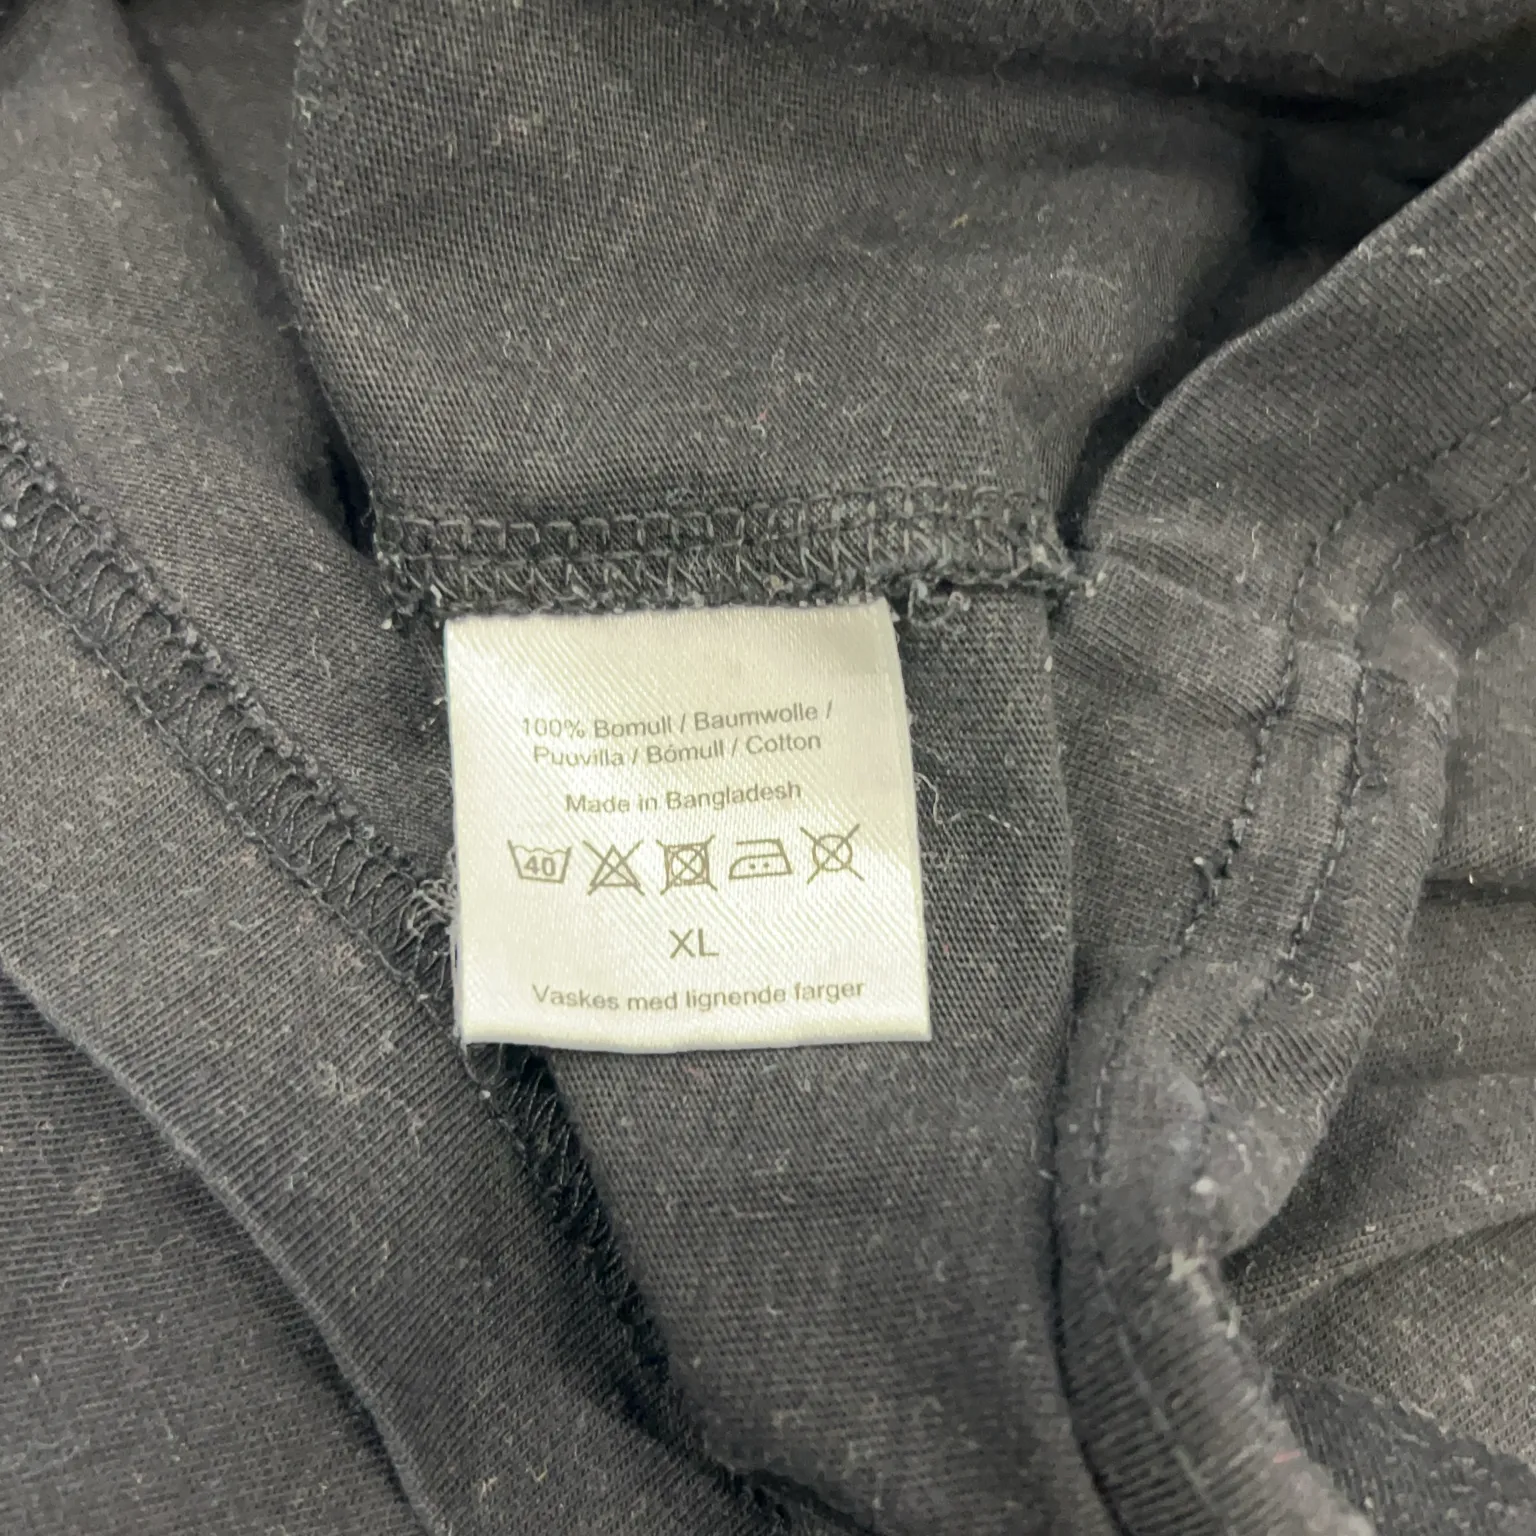 100% Bomull / Baumwolle /
Puuvilla / Bómull / Cotton
Made in Bangladesh
40
XL
Vaskes med lignende farger